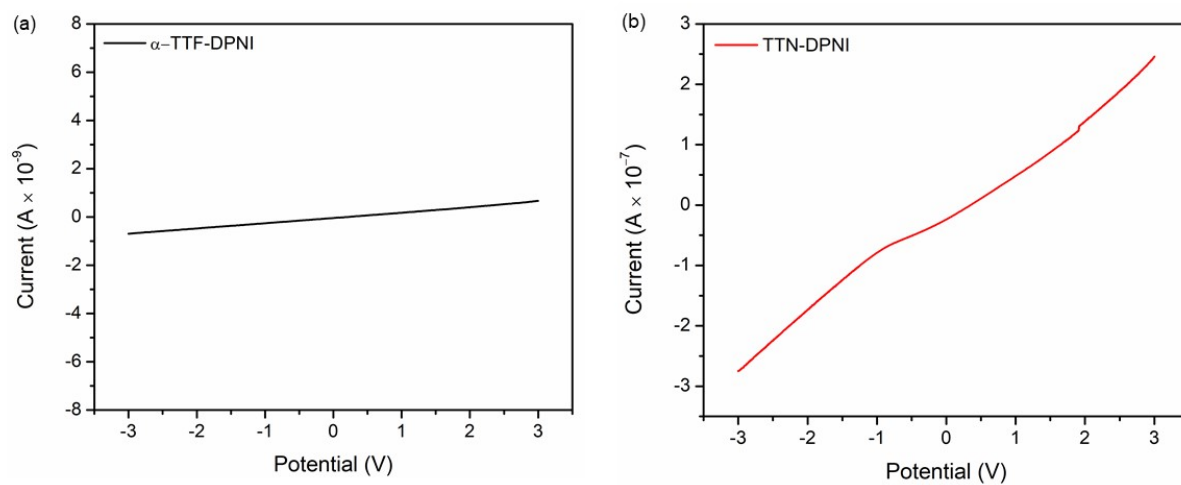 (a)
8
6
4
2
0
-2
-4
-6
-8
Current (A × 10⁻⁹)
α–TTF-DPNI
-3 -2 -1 0 1 2 3
Potential (V)
(b)
3
2
1
0
-1
-2
-3
Current (A × 10⁻⁷)
TTN-DPNI
-3 -2 -1 0 1 2 3
Potential (V)